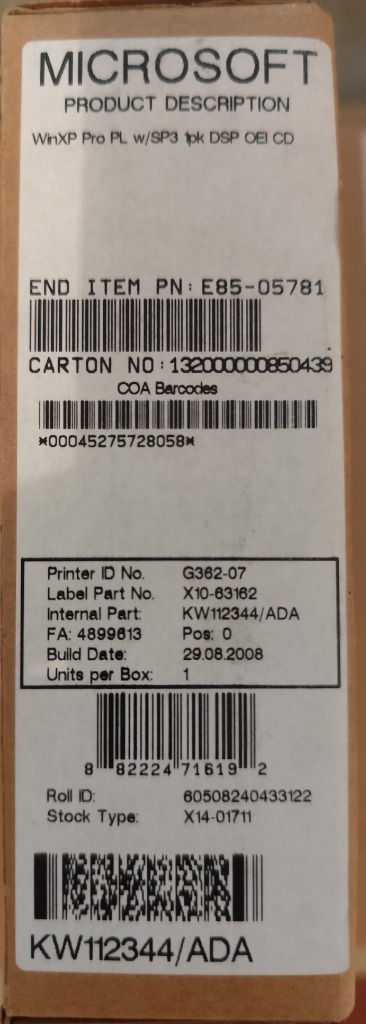 MICROSOFT
PRODUCT DESCRIPTION
WinXP Pro PL w/SP3 1pk DSP OEI CD
END ITEM PN: E85-05781
CARTON NO: 132000000850439
COA Barcodes
*00045275728058*
Printer ID No. G362-07
Label Part No. X10-63162
Internal Part: KW112344/ADA
FA: 4899613 Pos: 0
Build Date: 29.08.2008
Units per Box: 1
8 82224 71619 2
Roll ID: 60508240433122
Stock Type: X14-01711
KW112344/ADA